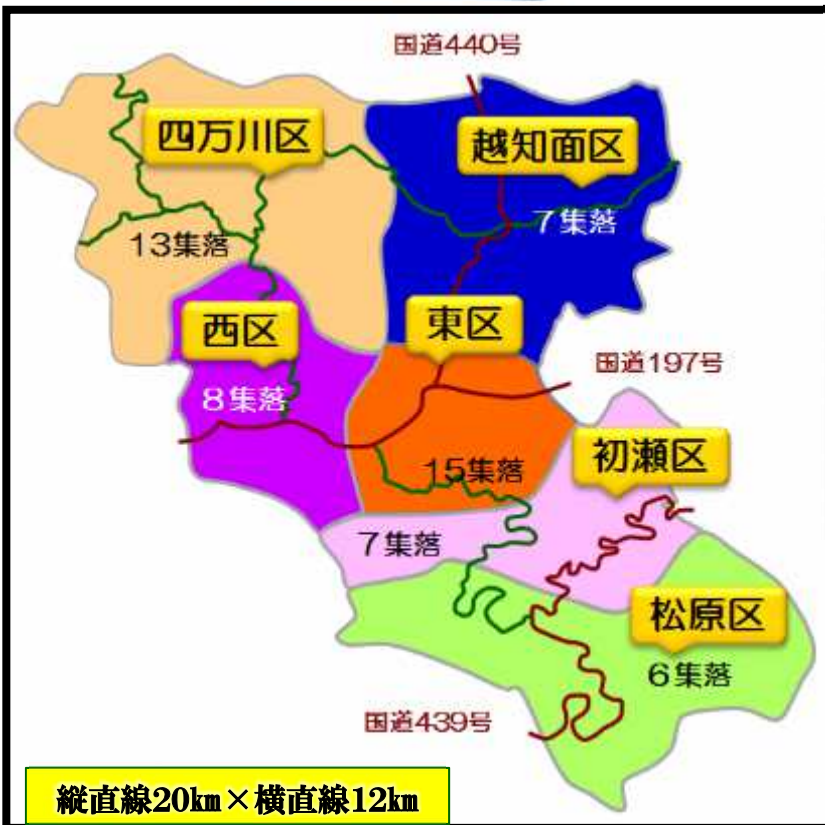 国道440号
四万川区
越知面区
7集落
13集落
西区
東区
国道197号
8集落
初瀬区
15集落
7集落
松原区
6集落
国道439号
縦直線20㎞×横直線12㎞